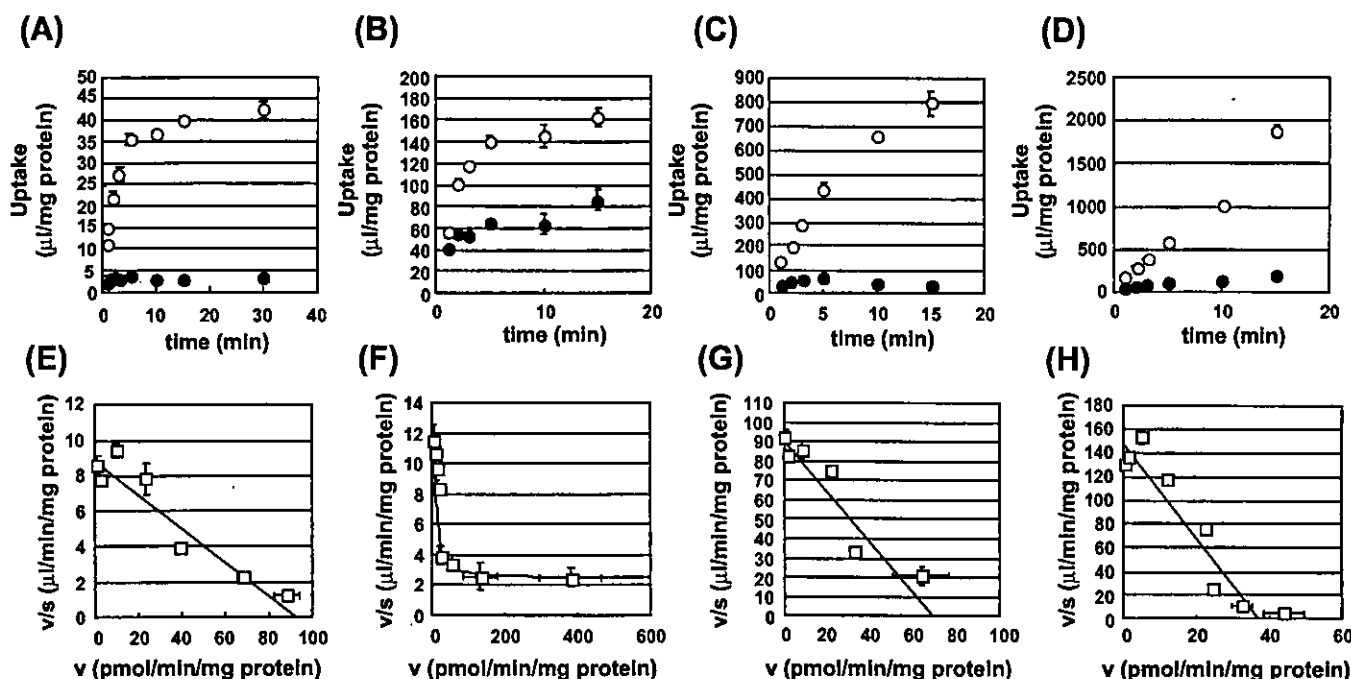 (A)
(B)
(C)
(D)
Uptake
(µl/mg protein)
50
45
40
35
30
25
20
15
10
5
0
0 10 20 30 40
time (min)
Uptake
(µl/mg protein)
200
180
160
140
120
100
80
60
40
20
0
0 5 10 15 20
time (min)
Uptake
(µl/mg protein)
900
800
700
600
500
400
300
200
100
0
0 5 10 15 20
time (min)
Uptake
(µl/mg protein)
2500
2000
1500
1000
500
0
0 10 20
time (min)
(E)
(F)
(G)
(H)
v/s (µl/min/mg protein)
12
10
8
6
4
2
0
0 20 40 60 80 100
v (pmol/min/mg protein)
v/s (µl/min/mg protein)
14
12
10
8
6
4
2
0
0 200 400 600
v (pmol/min/mg protein)
v/s (µl/min/mg protein)
110
100
90
80
70
60
50
40
30
20
10
0
0 20 40 60 80 100
v (pmol/min/mg protein)
v/s (µl/min/mg protein)
180
160
140
120
100
80
60
40
20
0
0 20 40 60
v (pmol/min/mg protein)